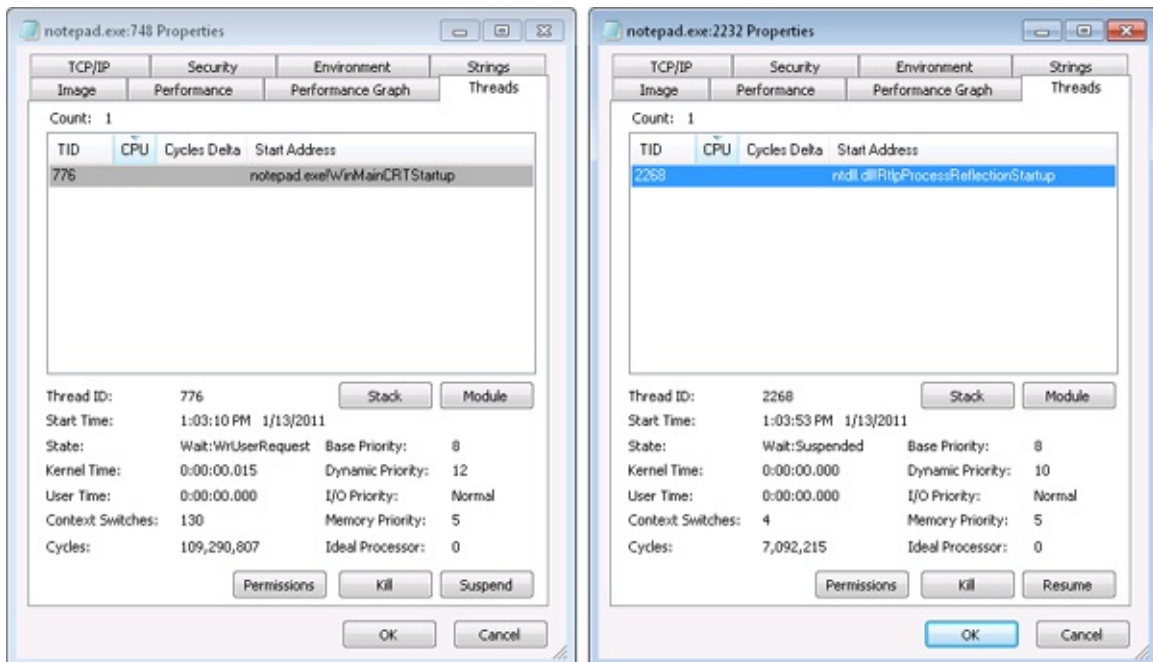 notepad.exe:748 Properties
TCP/IP Security Environment Strings
Image Performance Performance Graph Threads
Count: 1
TID CPU Cycles Delta Start Address
776 notepad.exe!WinMainCRTStartup
Thread ID: 776 Stack Module
Start Time: 1:03:10 PM 1/13/2011
State: Wait:WrUserRequest Base Priority: 8
Kernel Time: 0:00:00.015 Dynamic Priority: 12
User Time: 0:00:00.000 I/O Priority: Normal
Context Switches: 130 Memory Priority: 5
Cycles: 109,290,807 Ideal Processor: 0
Permissions Kill Suspend
OK Cancel
notepad.exe:2232 Properties
TCP/IP Security Environment Strings
Image Performance Performance Graph Threads
Count: 1
TID CPU Cycles Delta Start Address
2268 ntdll.dll!RtlpProcessReflectionStartup
Thread ID: 2268 Stack Module
Start Time: 1:03:53 PM 1/13/2011
State: Wait:Suspended Base Priority: 8
Kernel Time: 0:00:00.000 Dynamic Priority: 10
User Time: 0:00:00.000 I/O Priority: Normal
Context Switches: 4 Memory Priority: 5
Cycles: 7,092,215 Ideal Processor: 0
Permissions Kill Resume
OK Cancel